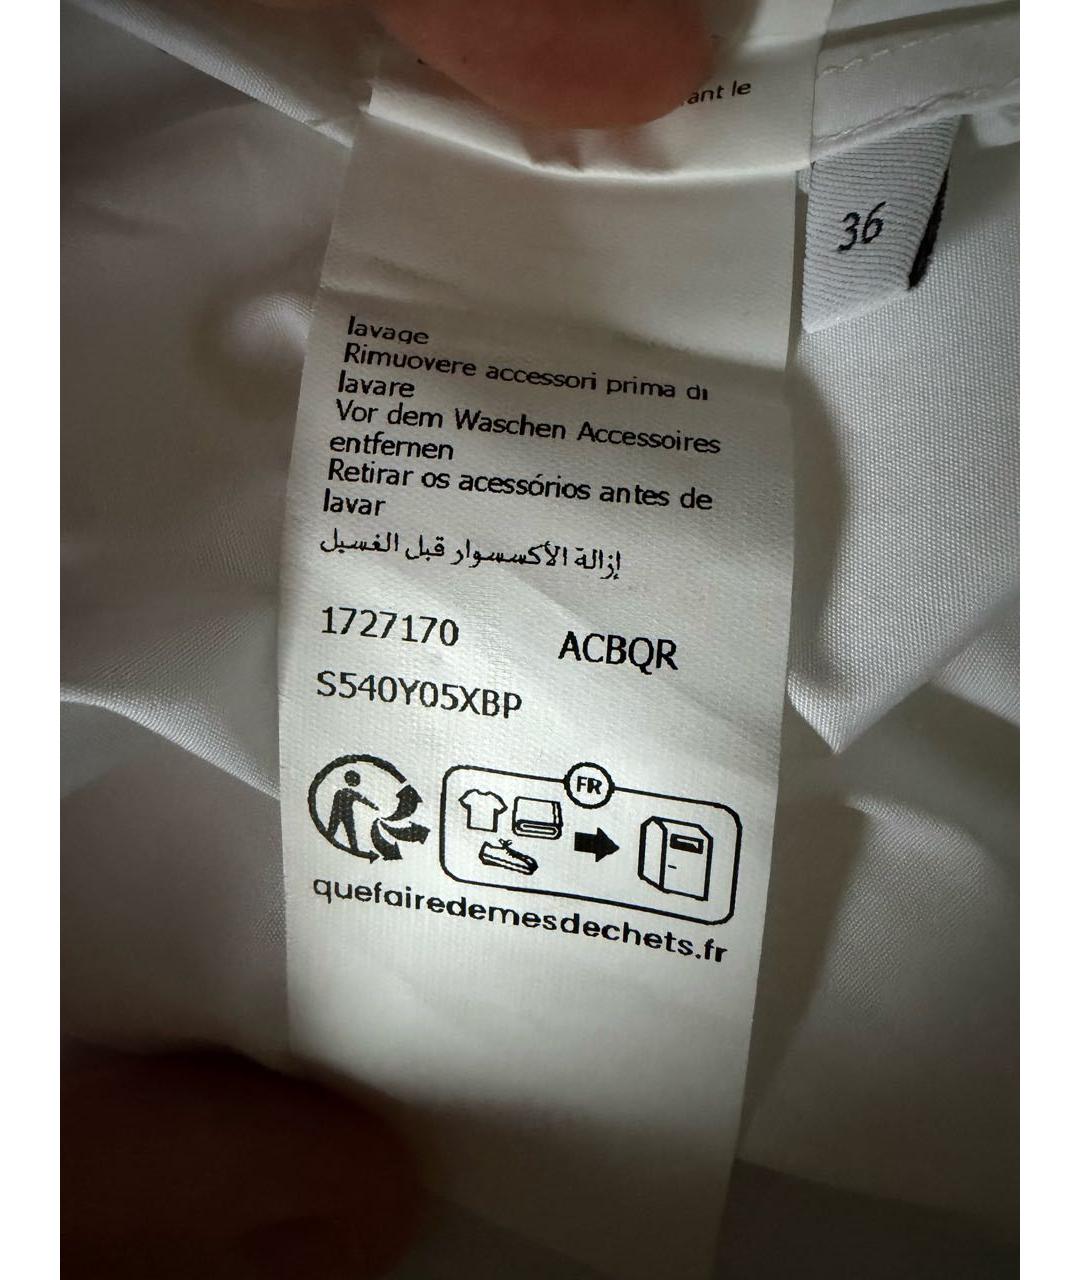 ant le
36
lavage
Rimuovere accessori prima di
lavare
Vor dem Waschen Accessoires
entfernen
Retirar os acessórios antes de
lavar
إزالة الأكسسوار قبل الغسيل
1727170 ACBQR
S540Y05XBP
FR
quefairedemesdechets.fr